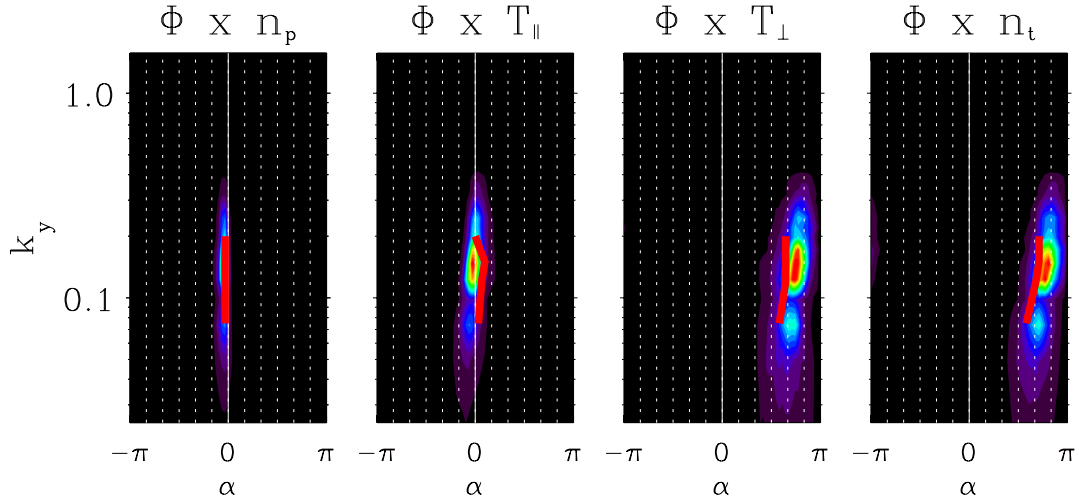 Φ x n_p
Φ x T_∥
Φ x T_⊥
Φ x n_t
1.0
0.1
k_y
−π 0 π
−π 0 π
−π 0 π
−π 0 π
α
α
α
α